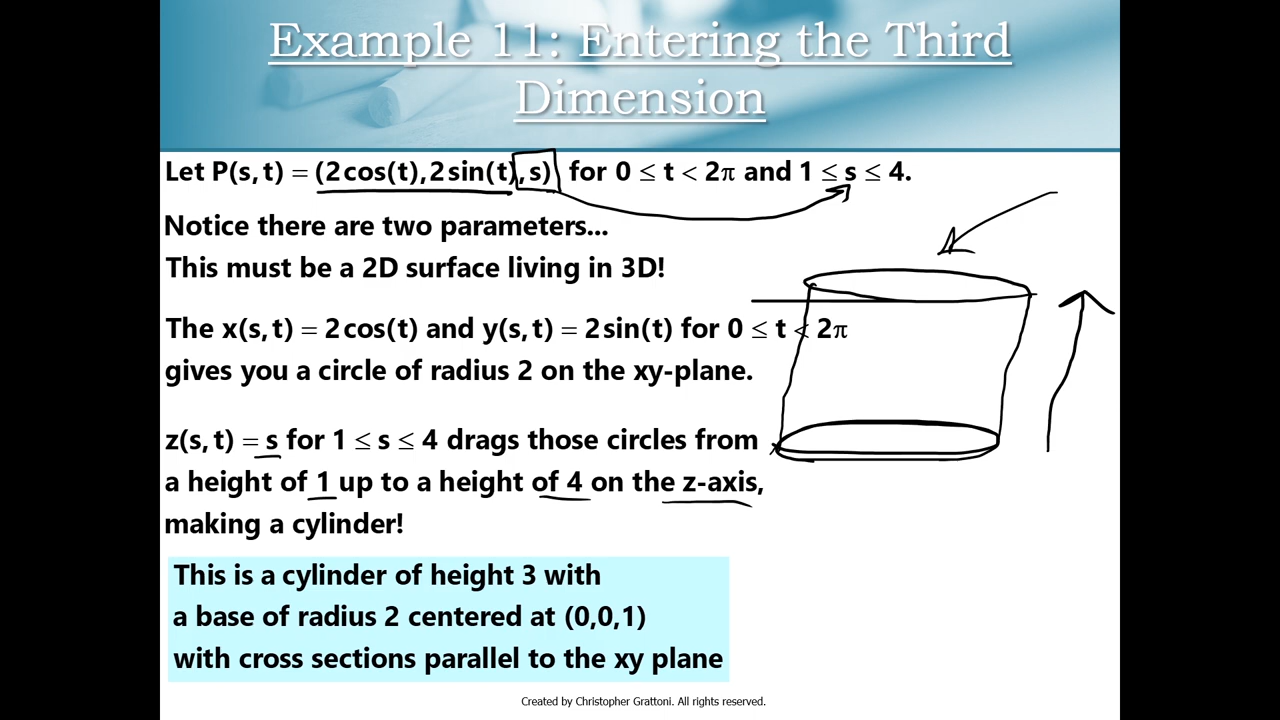 Example 11: Entering the Third
Dimension
Let P(s,t) = (2cos(t),2sin(t),s) for 0 ≤ t < 2π and 1 ≤ s ≤ 4.
Notice there are two parameters...
This must be a 2D surface living in 3D!
The x(s,t) = 2cos(t) and y(s,t) = 2sin(t) for 0 ≤ t < 2π
gives you a circle of radius 2 on the xy-plane.
z(s,t) = s for 1 ≤ s ≤ 4 drags those circles from
a height of 1 up to a height of 4 on the z-axis,
making a cylinder!
This is a cylinder of height 3 with
a base of radius 2 centered at (0,0,1)
with cross sections parallel to the xy plane
Created by Christopher Grattoni. All rights reserved.